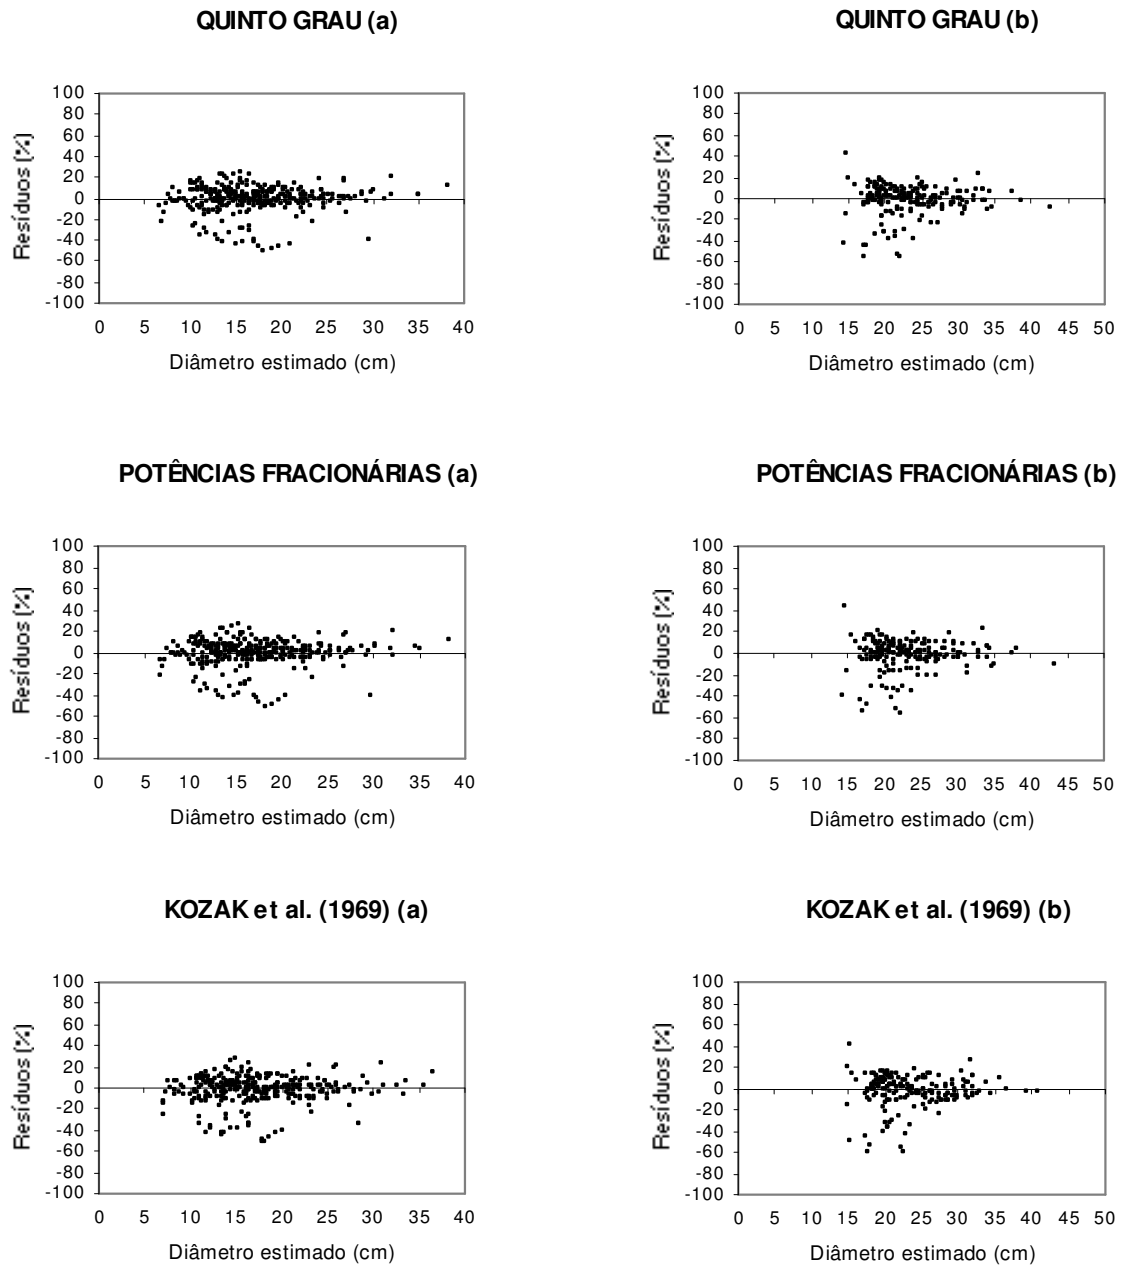 QUINTO GRAU (a)
100
80
60
40
20
0
-20
-40
-60
-80
-100
Resíduos (%)
0 5 10 15 20 25 30 35 40
Diâmetro estimado (cm)
QUINTO GRAU (b)
100
80
60
40
20
0
-20
-40
-60
-80
-100
Resíduos (%)
0 5 10 15 20 25 30 35 40 45 50
Diâmetro estimado (cm)
POTÊNCIAS FRACIONÁRIAS (a)
100
80
60
40
20
0
-20
-40
-60
-80
-100
Resíduos (%)
0 5 10 15 20 25 30 35 40
Diâmetro estimado (cm)
POTÊNCIAS FRACIONÁRIAS (b)
100
80
60
40
20
0
-20
-40
-60
-80
-100
Resíduos (%)
0 5 10 15 20 25 30 35 40 45 50
Diâmetro estimado (cm)
KOZAK et al. (1969) (a)
100
80
60
40
20
0
-20
-40
-60
-80
-100
Resíduos (%)
0 5 10 15 20 25 30 35 40
Diâmetro estimado (cm)
KOZAK et al. (1969) (b)
100
80
60
40
20
0
-20
-40
-60
-80
-100
Resíduos (%)
0 5 10 15 20 25 30 35 40 45 50
Diâmetro estimado (cm)